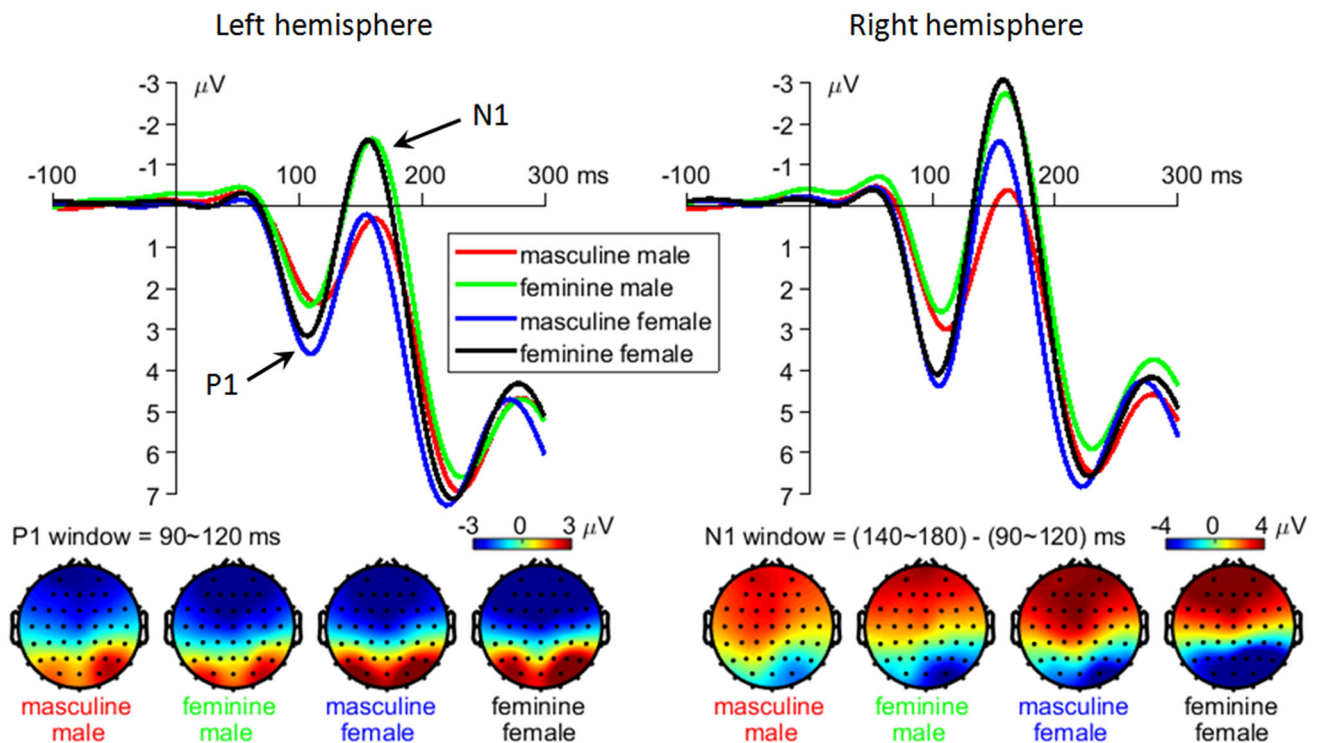 Left hemisphere
Right hemisphere
-3
μV
-2
-1
-100
100
200
300 ms
1
2
3
4
5
6
7
N1
P1
-3
μV
-2
-1
-100
100
200
300 ms
1
2
3
4
5
6
7
masculine male
feminine male
masculine female
feminine female
P1 window = 90~120 ms
-3 0 3 μV
N1 window = (140~180) - (90~120) ms
-4 0 4 μV
masculine
male
feminine
male
masculine
female
feminine
female
masculine
male
feminine
male
masculine
female
feminine
female